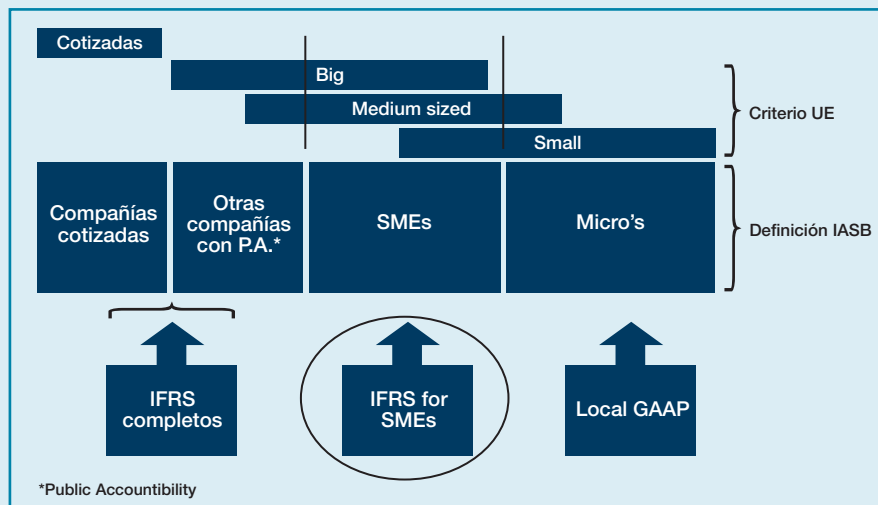 Cotizadas
Big
Medium sized
Small
Criterio UE
Compañías
cotizadas
Otras
compañías
con P.A.*
SMEs
Micro's
Definición IASB
IFRS
completos
IFRS for
SMEs
Local GAAP
*Public Accountibility